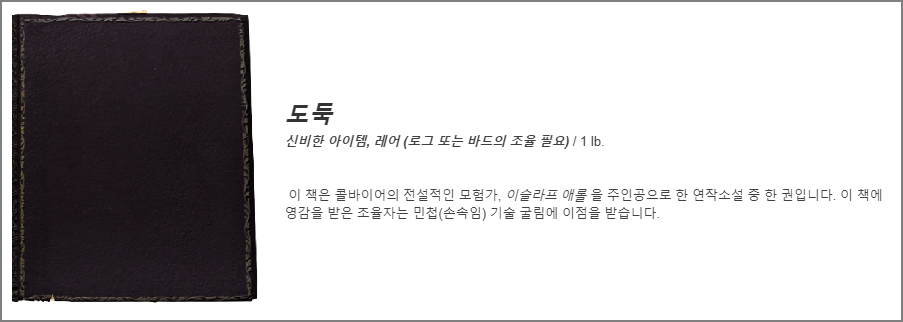 도둑
신비한 아이템, 레어 (로그 또는 바드의 조율 필요) / 1 lb.
이 책은 콜바이어의 전설적인 모험가, 이슬라프 애롤 을 주인공으로 한 연작소설 중 한 권입니다. 이 책에
영감을 받은 조율자는 민첩(손속임) 기술 굴림에 이점을 받습니다.